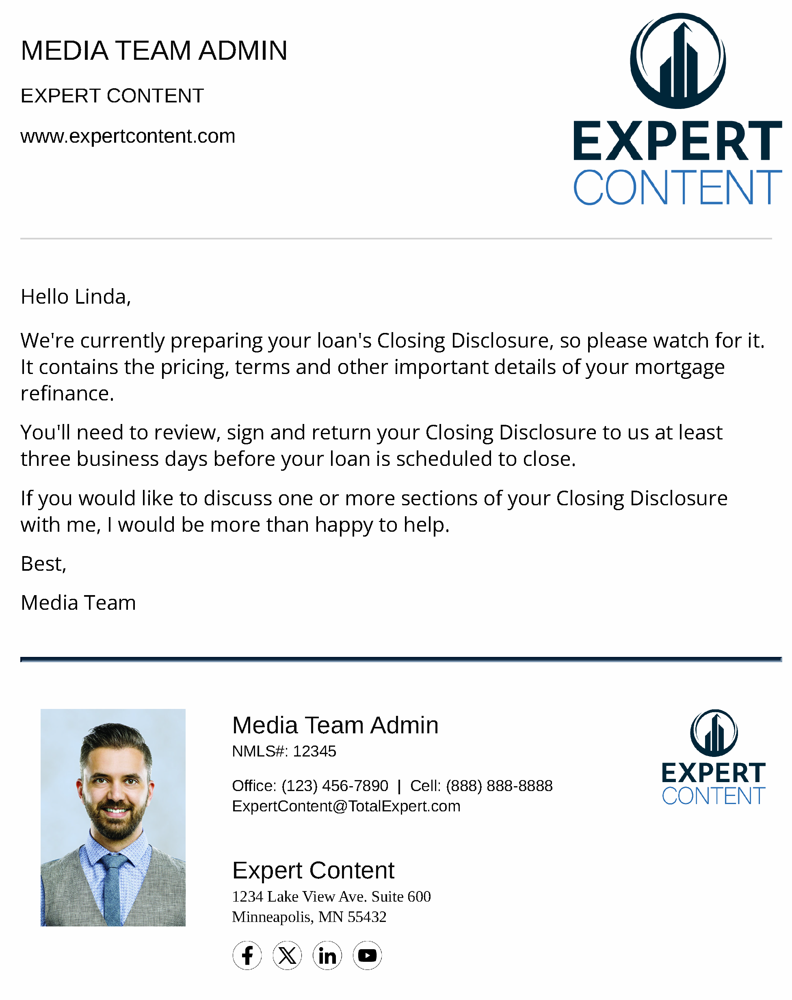 MEDIA TEAM ADMIN
EXPERT CONTENT
www.expertcontent.com
EXPERT
CONTENT
Hello Linda,
We're currently preparing your loan's Closing Disclosure, so please watch for it.
It contains the pricing, terms and other important details of your mortgage
refinance.
You'll need to review, sign and return your Closing Disclosure to us at least
three business days before your loan is scheduled to close.
If you would like to discuss one or more sections of your Closing Disclosure
with me, I would be more than happy to help.
Best,
Media Team
Media Team Admin
NMLS#: 12345
Office: (123) 456-7890 | Cell: (888) 888-8888
ExpertContent@TotalExpert.com
EXPERT
CONTENT
Expert Content
1234 Lake View Ave. Suite 600
Minneapolis, MN 55432